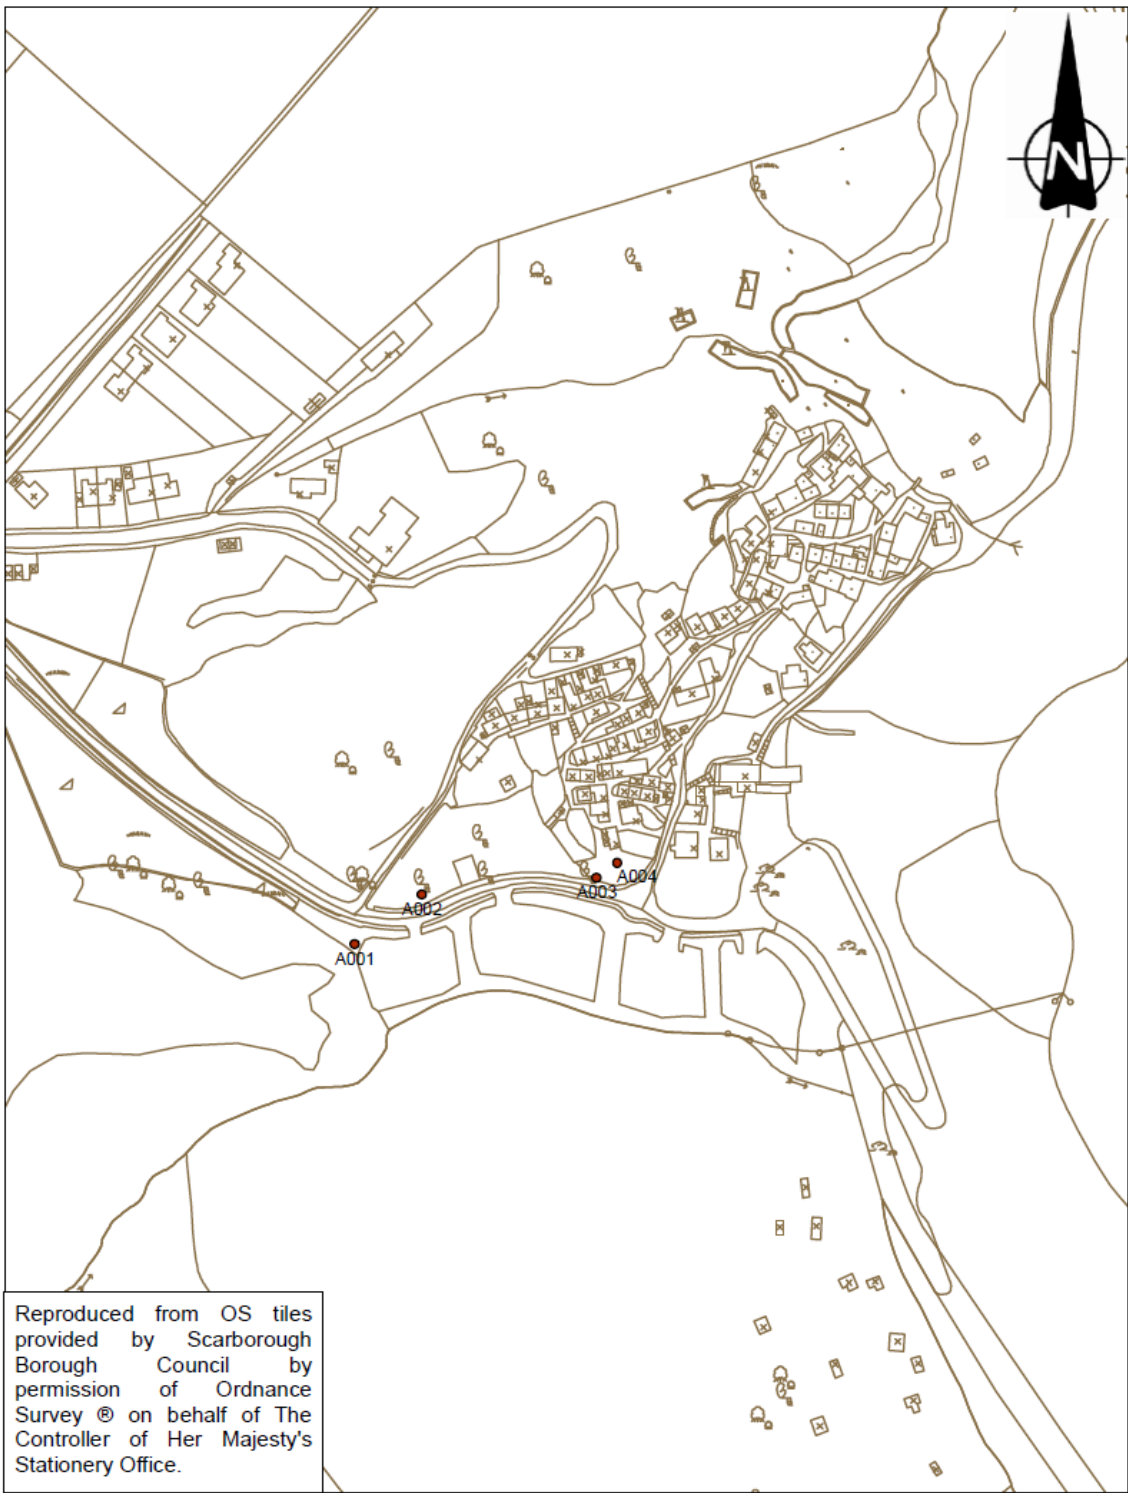 N
A004
A003
A002
A001
Reproduced from OS tiles
provided by Scarborough
Borough Council by
permission of Ordnance
Survey ® on behalf of The
Controller of Her Majesty's
Stationery Office.